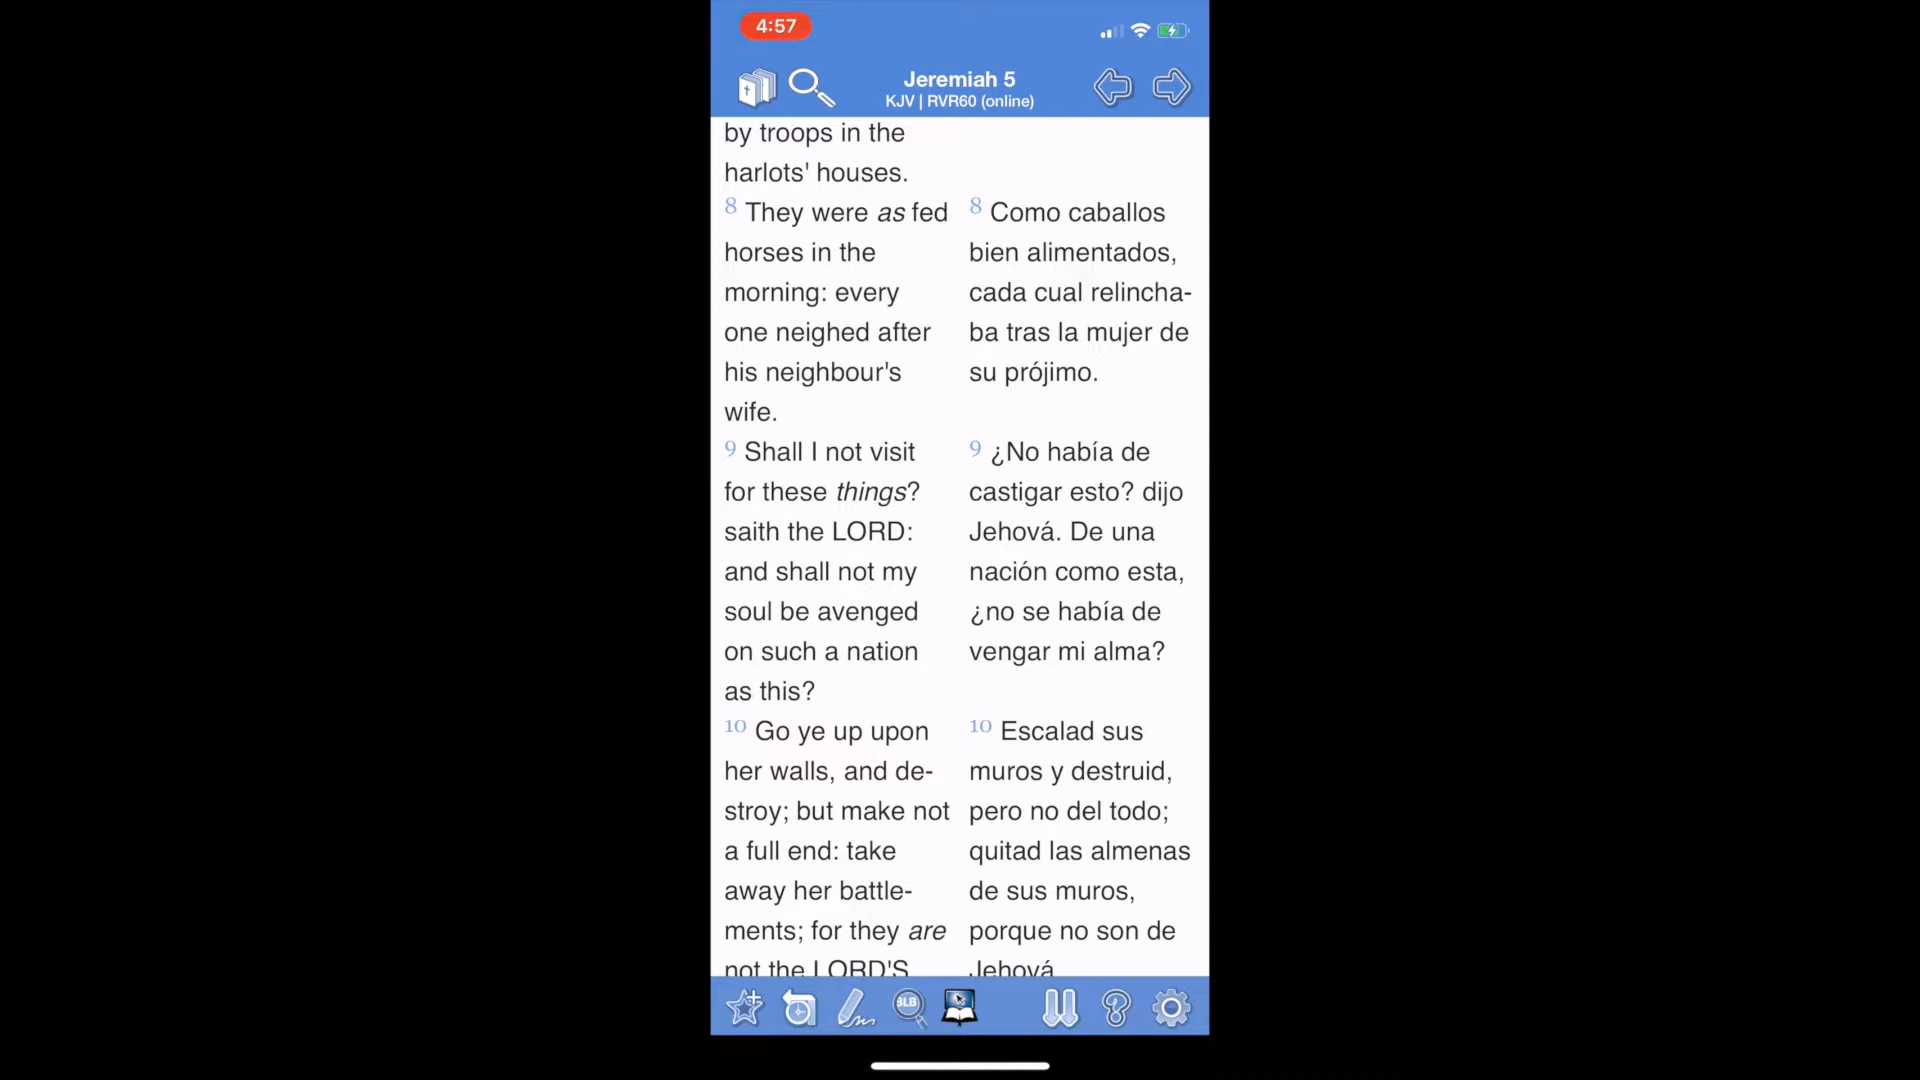 4:57
Jeremiah 5
KJV | RVR60 (online)
by troops in the
harlots' houses.
8 They were as fed
horses in the
morning: every
one neighed after
his neighbour's
wife.
9 Shall I not visit
for these things?
saith the LORD:
and shall not my
soul be avenged
on such a nation
as this?
10 Go ye up upon
her walls, and de-
stroy; but make not
a full end: take
away her battle-
ments; for they are
not the LORD'S
8 Como caballos
bien alimentados,
cada cual relincha-
ba tras la mujer de
su prójimo.
9 ¿No había de
castigar esto? dijo
Jehová. De una
nación como esta,
¿no se había de
vengar mi alma?
10 Escalad sus
muros y destruid,
pero no del todo;
quitad las almenas
de sus muros,
porque no son de
Jehová
BLB